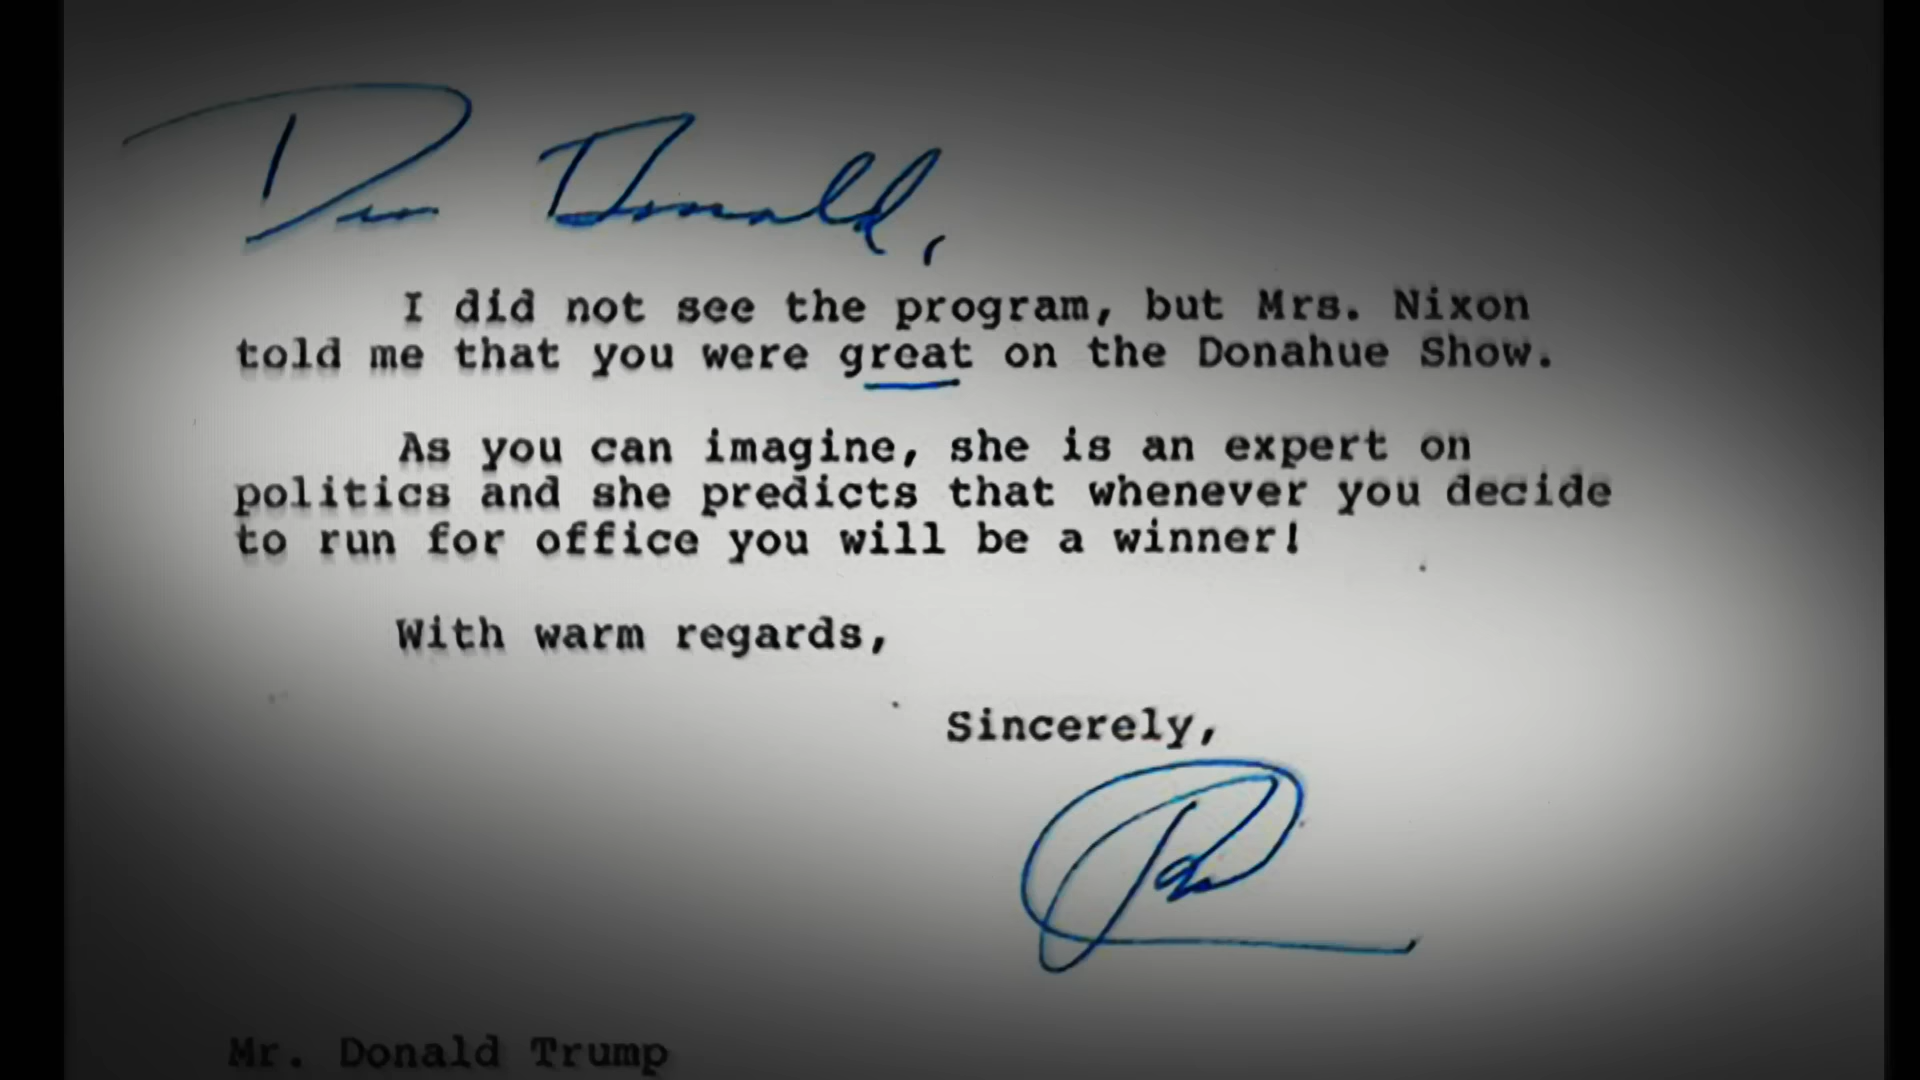 Dear Donald,
I did not see the program, but Mrs. Nixon
told me that you were great on the Donahue Show.
As you can imagine, she is an expert on
politics and she predicts that whenever you decide
to run for office you will be a winner!
With warm regards,
Sincerely,
Mr. Donald Trump